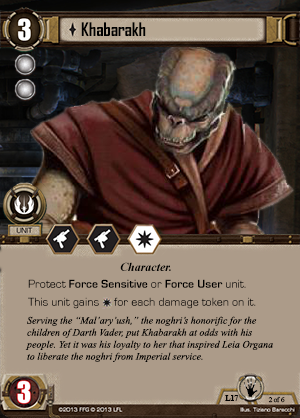 3
Khabarakh
UNIT
Character.
Protect Force Sensitive or Force User unit.
This unit gains for each damage token on it.
Serving the “Mal’ary’ush,” the noghri’s honorific for the
children of Darth Vader, put Khabarakh at odds with his
people. Yet it was his loyalty to her that inspired Leia Organa
to liberate the noghri from Imperial service.
3
©2013 FFG © 2013 LFL
L17
2 of 6
Illus. Tiziano Baracchi